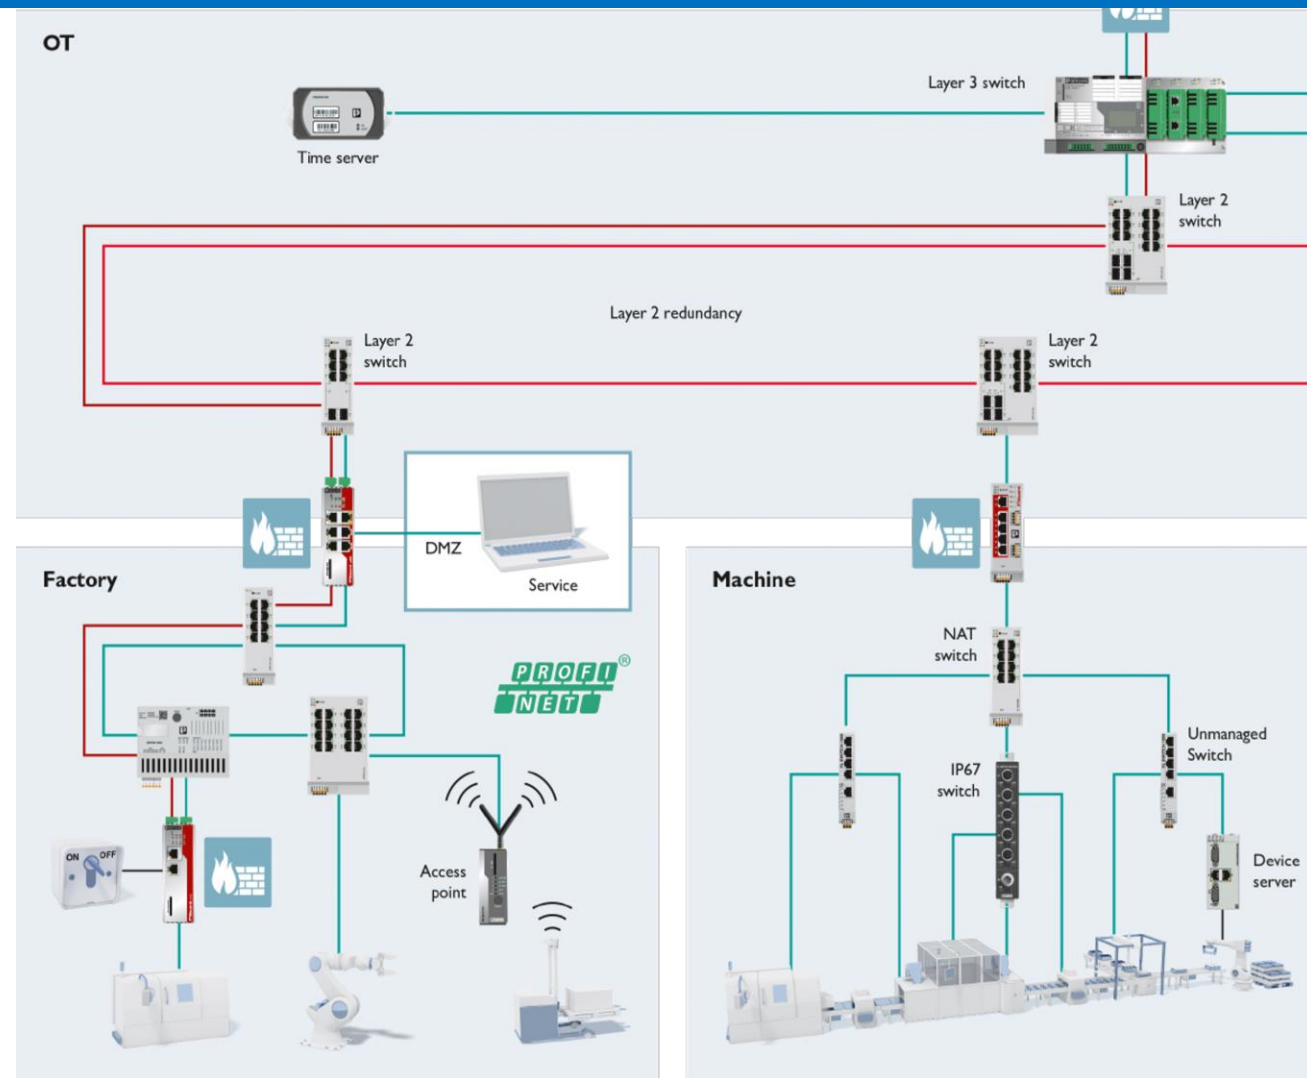 OT
Layer 3 switch
Time server
Layer 2
switch
Layer 2 redundancy
Layer 2
switch
Layer 2
switch
DMZ
Service
Factory
Machine
NAT
switch
PROFI®
NET
Unmanaged
Switch
IP67
switch
ON OFF
Access
point
Device
server